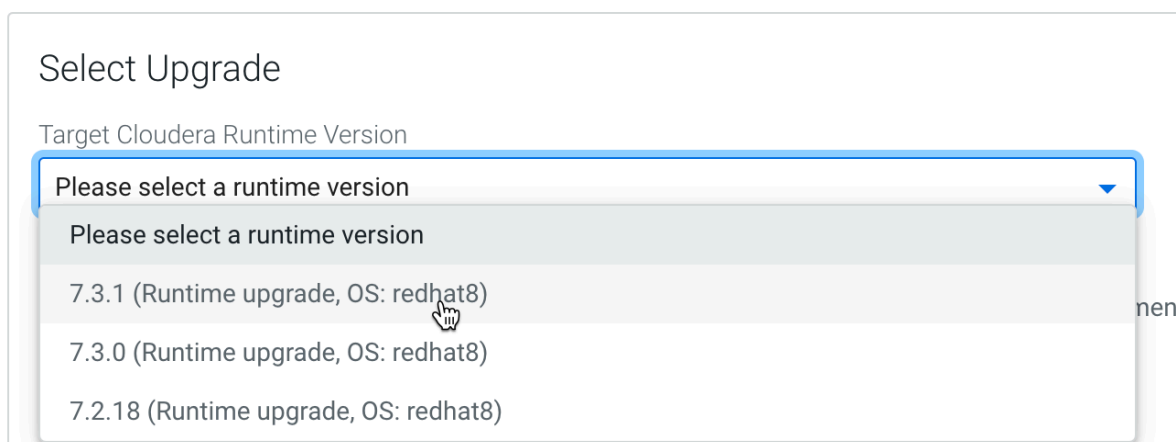 Select Upgrade
Target Cloudera Runtime Version
Please select a runtime version
Please select a runtime version
7.3.1 (Runtime upgrade, OS: redhat8)
7.3.0 (Runtime upgrade, OS: redhat8)
7.2.18 (Runtime upgrade, OS: redhat8)